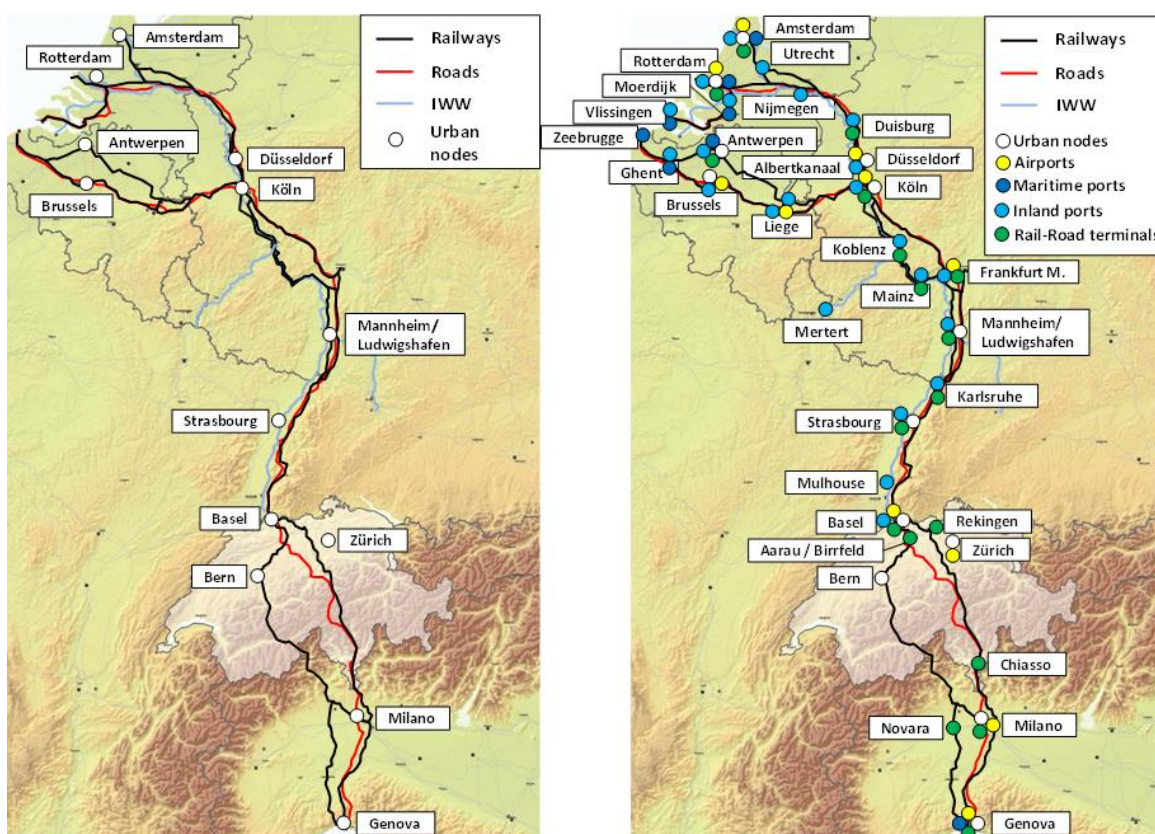 Amsterdam
Rotterdam
Antwerpen
Brussels
Düsseldorf
Köln
Mannheim/
Ludwigshafen
Strasbourg
Basel
Zürich
Bern
Milano
Genova
Railways
Roads
IWW
Urban
nodes
Amsterdam
Utrecht
Rotterdam
Moerdijk
Vlissingen
Nijmegen
Zeebrugge
Duisburg
Antwerpen
Albertkanaal
Düsseldorf
Ghent
Köln
Brussels
Liege
Koblenz
Frankfurt M.
Mainz
Mertert
Mannheim/
Ludwigshafen
Karlsruhe
Strasbourg
Mulhouse
Basel
Rekingen
Aarau / Birrfeld
Zürich
Bern
Chiasso
Novara
Milano
Genova
Railways
Roads
IWW
Urban nodes
Airports
Maritime ports
Inland ports
Rail-Road terminals